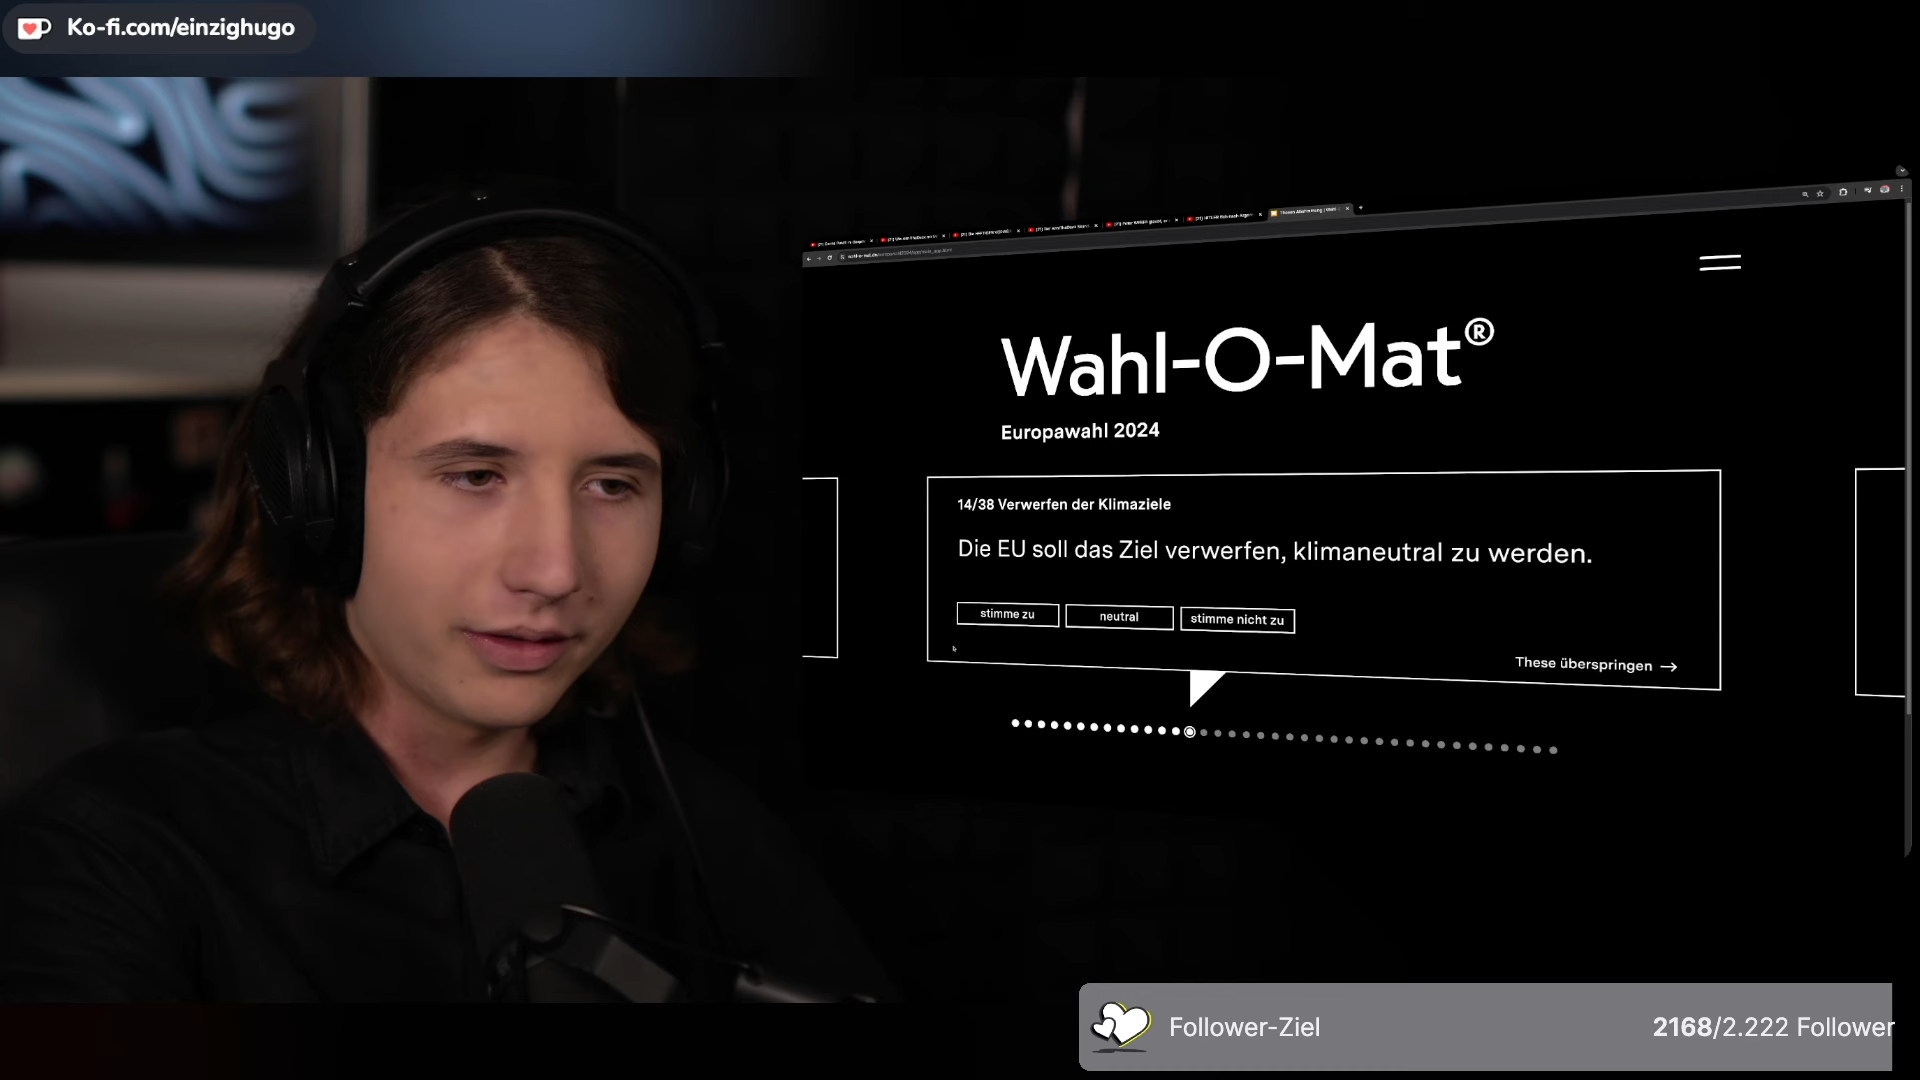 Ko-fi.com/einzighugo
Wahl-O-Mat®
Europawahl 2024
14/38 Verwerfen der Klimaziele
Die EU soll das Ziel verwerfen, klimaneutral zu werden.
stimme zu
neutral
stimme nicht zu
These überspringen →
Follower-Ziel
2168/2.222 Follower